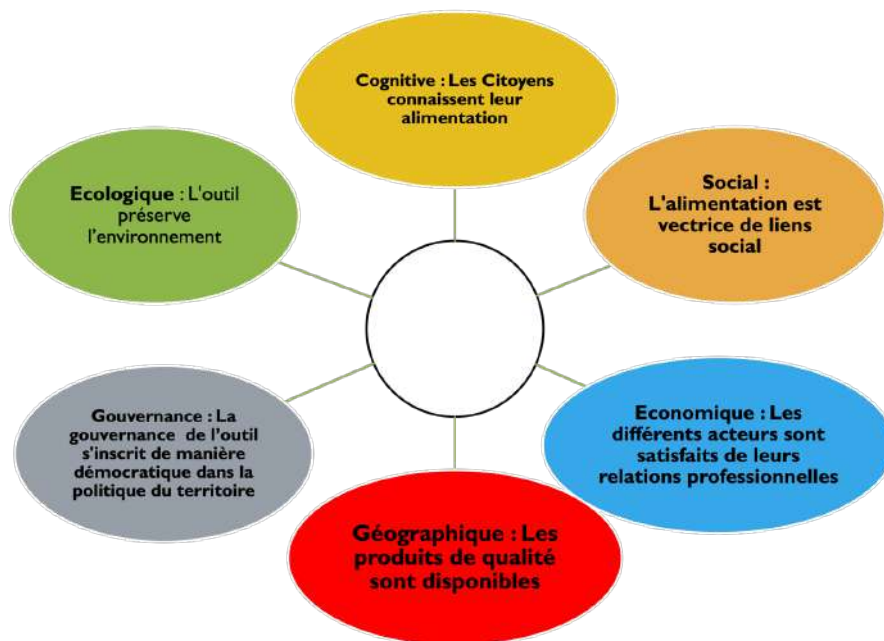 Cognitive : Les Citoyens
connaissent leur
alimentation
Social :
L'alimentation est
vectrice de liens
social
Economique : Les
différents acteurs sont
satisfaits de leurs
relations professionnelles
Géographique : Les
produits de qualité
sont disponibles
Gouvernance : La
gouvernance de l'outil
s'inscrit de manière
démocratique dans la
politique du territoire
Ecologique : L'outil
préserve
l'environnement